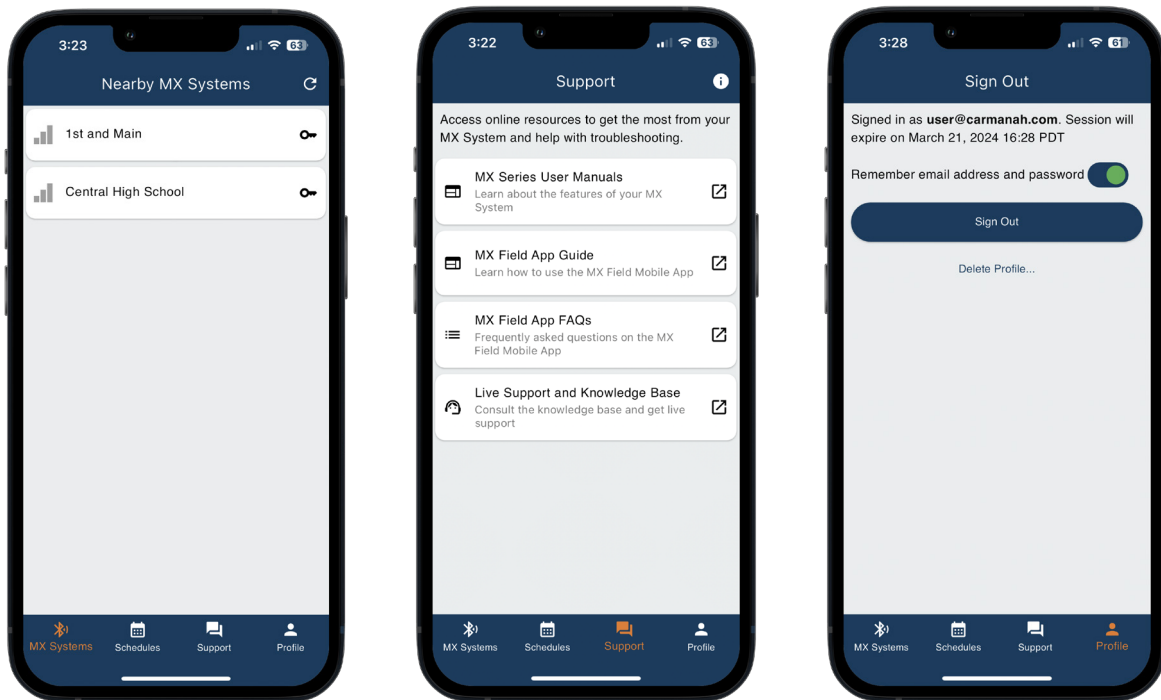 3:23
63
Nearby MX Systems
1st and Main
Central High School
MX Systems
Schedules
Support
Profile
3:22
63
Support
Access online resources to get the most from your
MX System and help with troubleshooting.
MX Series User Manuals
Learn about the features of your MX
System
MX Field App Guide
Learn how to use the MX Field Mobile App
MX Field App FAQs
Frequently asked questions on the MX
Field Mobile App
Live Support and Knowledge Base
Consult the knowledge base and get live
support
MX Systems
Schedules
Support
Profile
3:28
61
Sign Out
Signed in as user@carmanah.com. Session will
expire on March 21, 2024 16:28 PDT
Remember email address and password
Sign Out
Delete Profile...
MX Systems
Schedules
Support
Profile